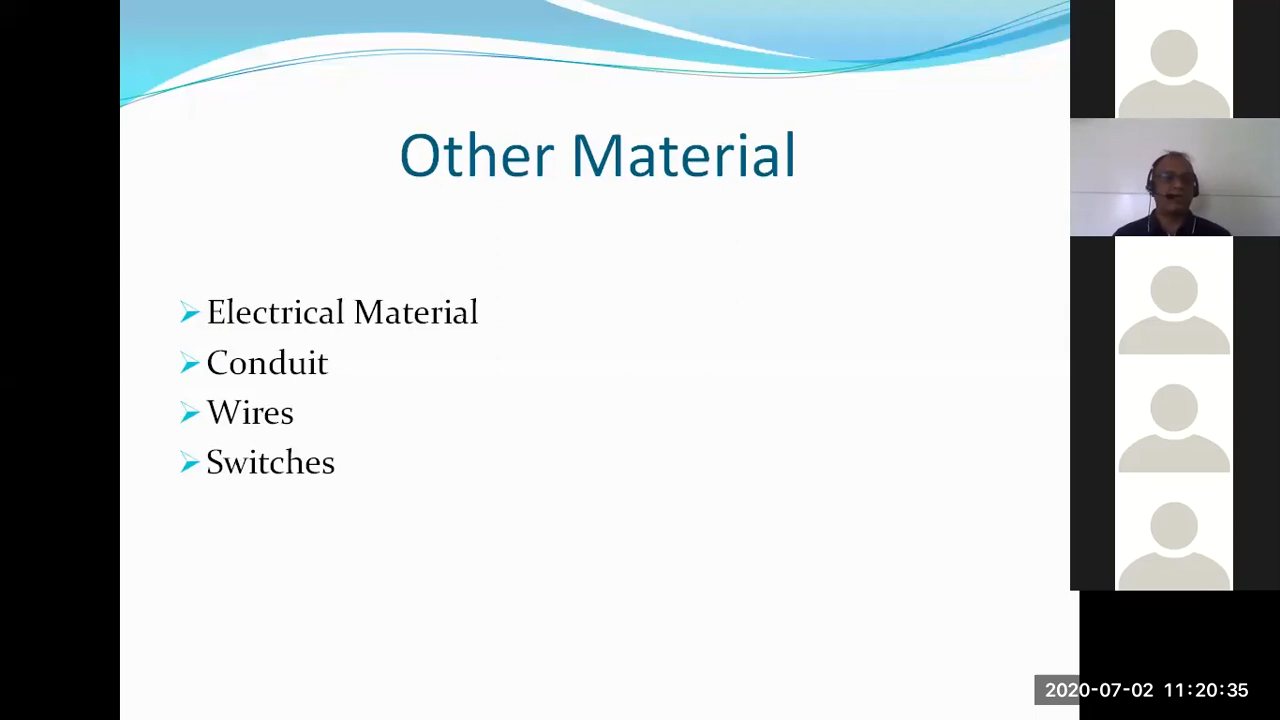 Other Material
Electrical Material
Conduit
Wires
Switches
2020-07-02 11:20:35